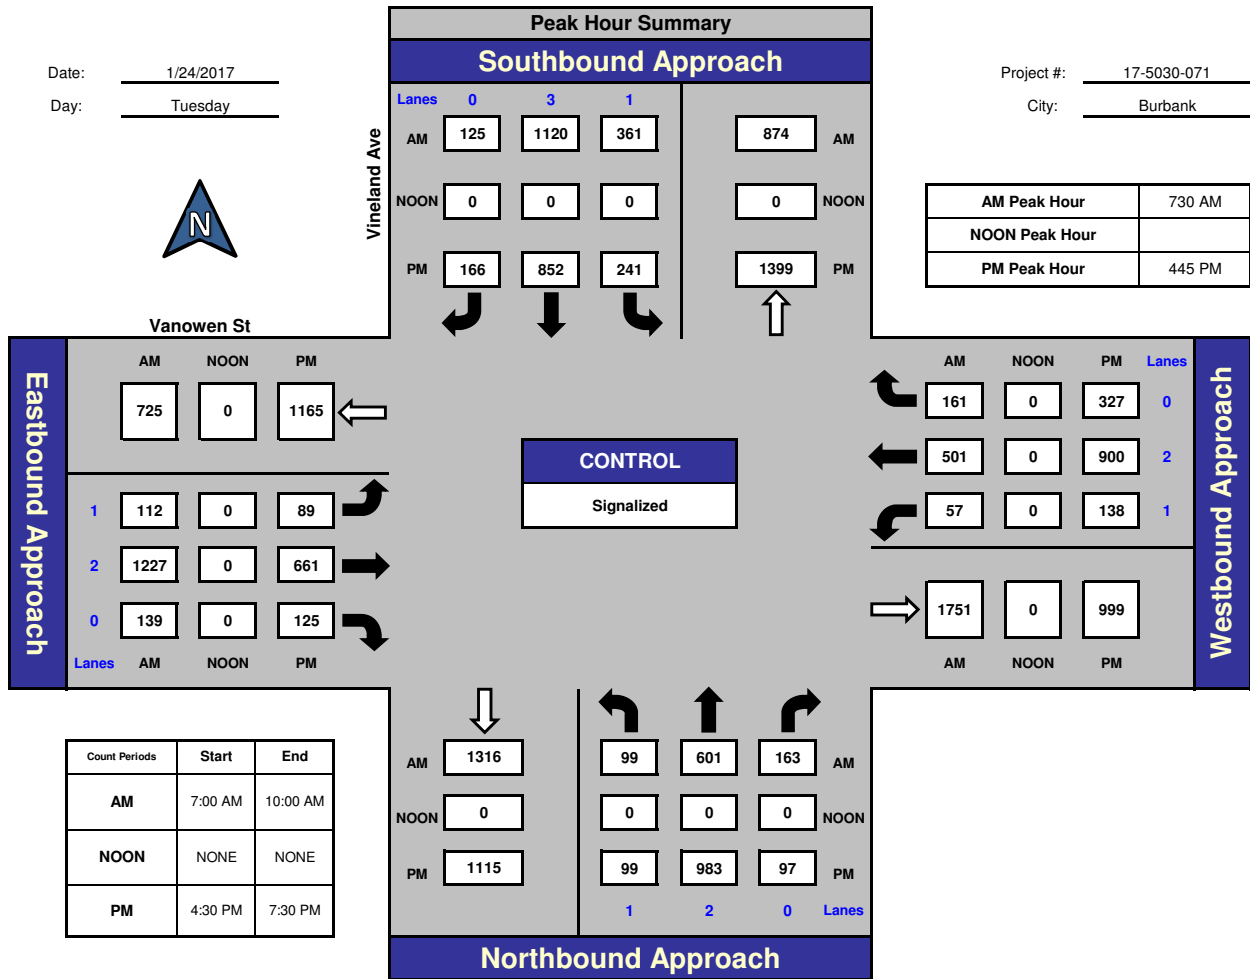 Peak Hour Summary
Southbound Approach
Date: 1/24/2017
Day: Tuesday
Project #: 17-5030-071
City: Burbank
N
Vineland Ave
Lanes 0 3 1
AM 125 1120 361 874 AM
NOON 0 0 0 0 NOON
PM 166 852 241 1399 PM
AM Peak Hour 730 AM
NOON Peak Hour
PM Peak Hour 445 PM
Vanowen St
Eastbound Approach
AM NOON PM
725 0 1165
1 112 0 89
2 1227 0 661
0 139 0 125
Lanes AM NOON PM
CONTROL
Signalized
AM NOON PM Lanes
161 0 327 0
501 0 900 2
57 0 138 1
1751 0 999
AM NOON PM
Westbound Approach
Count Periods Start End
AM 7:00 AM 10:00 AM
NOON NONE NONE
PM 4:30 PM 7:30 PM
AM 1316 99 601 163 AM
NOON 0 0 0 0 NOON
PM 1115 99 983 97 PM
1 2 0 Lanes
Northbound Approach